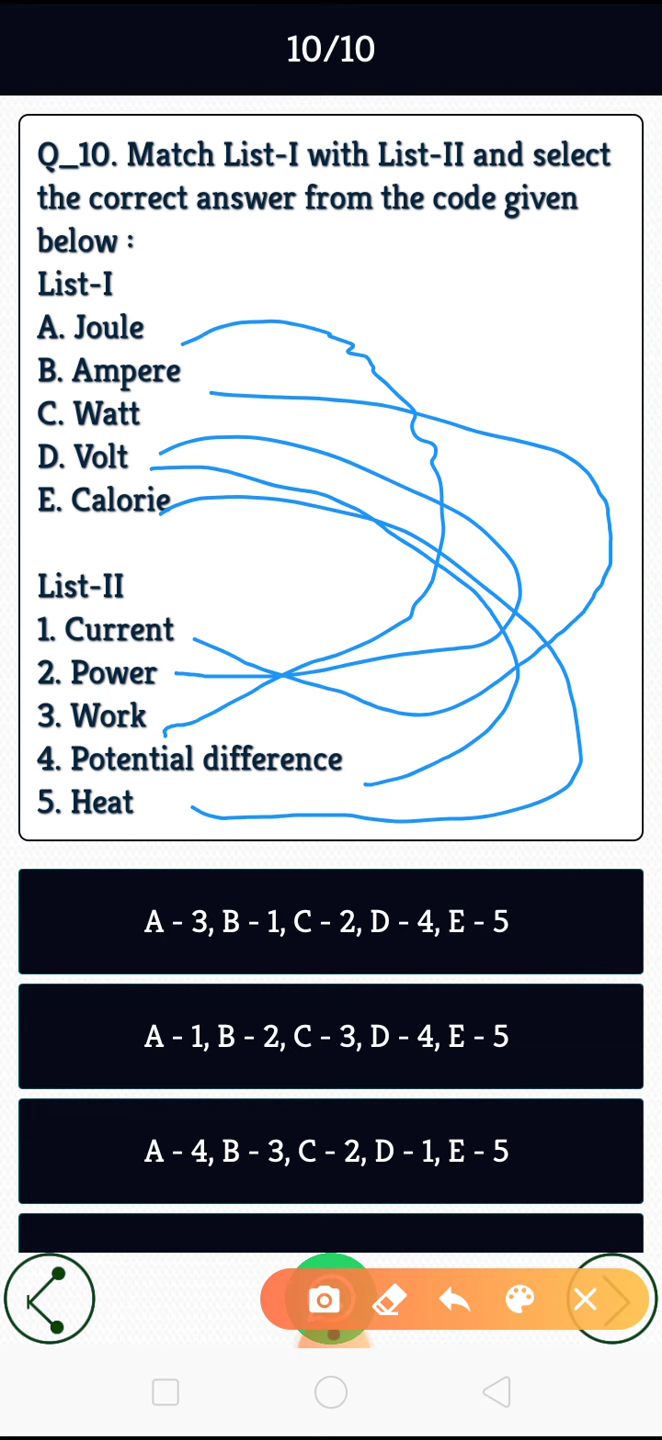 10/10
Q_10. Match List-I with List-II and select
the correct answer from the code given
below :
List-I
A. Joule
B. Ampere
C. Watt
D. Volt
E. Calorie
List-II
1. Current
2. Power
3. Work
4. Potential difference
5. Heat
A - 3, B - 1, C - 2, D - 4, E - 5
A - 1, B - 2, C - 3, D - 4, E - 5
A - 4, B - 3, C - 2, D - 1, E - 5